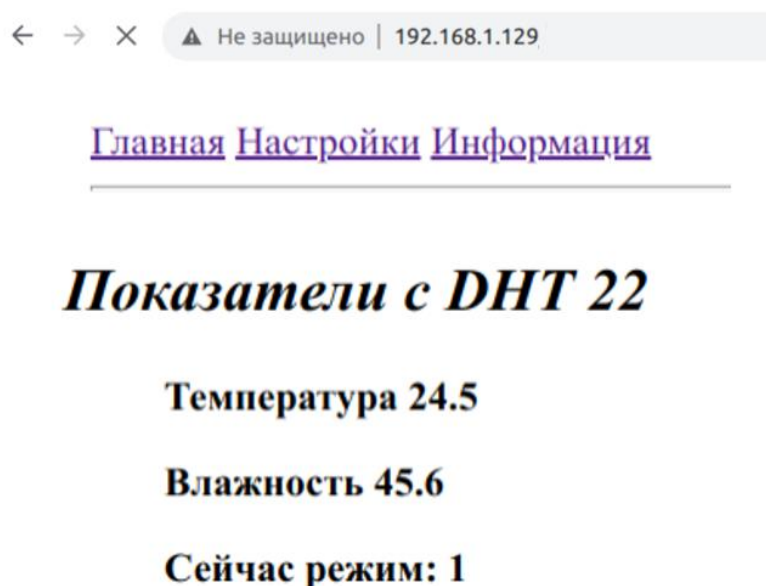 Не защищено | 192.168.1.129
Главная Настройки Информация
Показатели с DHT 22
Температура 24.5
Влажность 45.6
Сейчас режим: 1